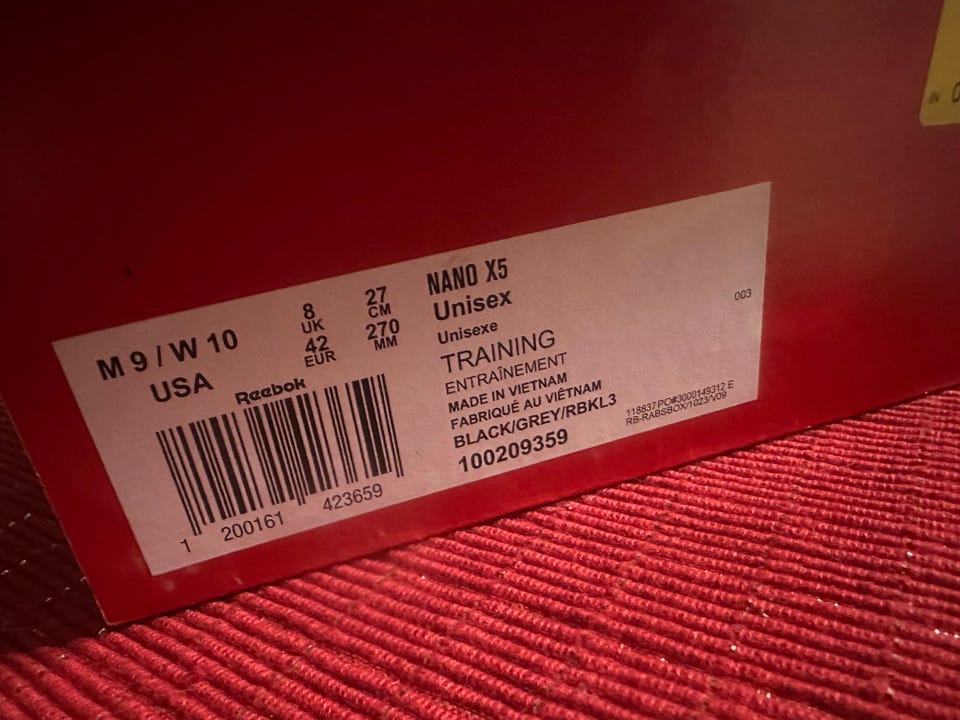 M 9 / W 10
USA
8
UK
42
EUR
27
CM
270
MM
Reebok
1 200161 423659
NANO X5
Unisex
Unisexe
TRAINING
ENTRAÎNEMENT
MADE IN VIETNAM
FABRIQUÉ AU VIÊTNAM
BLACK/GREY/RBKL3
100209359
003
118837 PO#3000149312 E
RB-RABSBOX/1023/V09